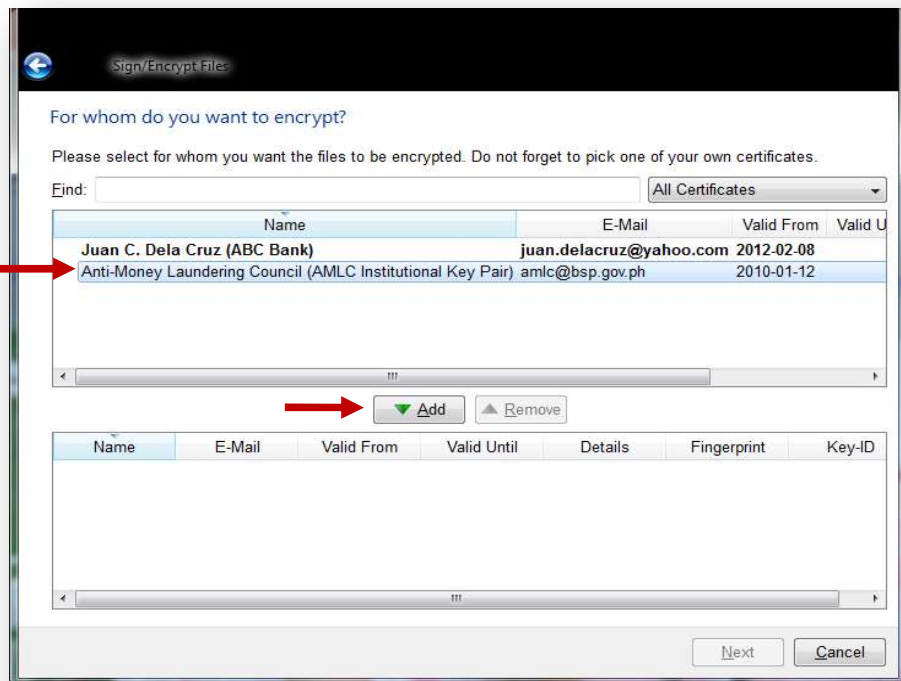 Sign/Encrypt Files
For whom do you want to encrypt?
Please select for whom you want the files to be encrypted. Do not forget to pick one of your own certificates.
Find: All Certificates
Name E-Mail Valid From Valid U
Juan C. Dela Cruz (ABC Bank) juan.delacruz@yahoo.com 2012-02-08
Anti-Money Laundering Council (AMLC Institutional Key Pair) amlc@bsp.gov.ph 2010-01-12
Add Remove
Name E-Mail Valid From Valid Until Details Fingerprint Key-ID
Next Cancel